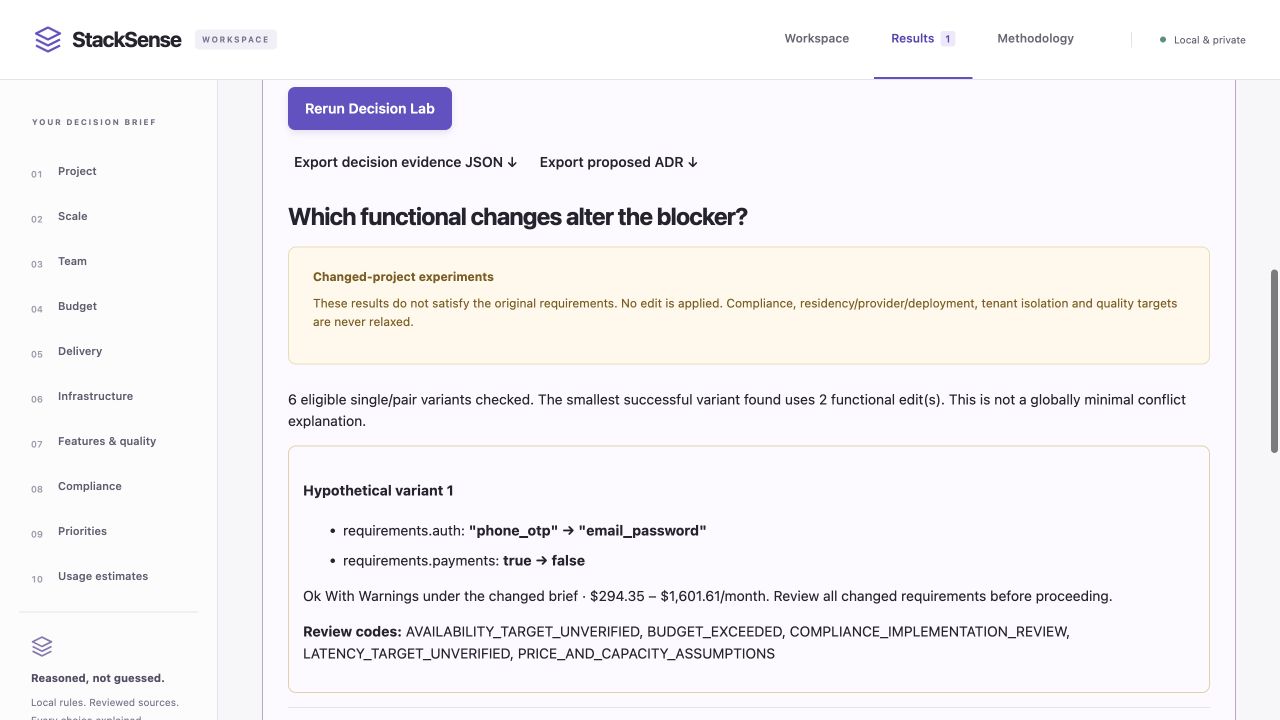 StackSense WORKSPACE
Workspace
Results 1
Methodology
Local & private
YOUR DECISION BRIEF
01 Project
02 Scale
03 Team
04 Budget
05 Delivery
06 Infrastructure
07 Features & quality
08 Compliance
09 Priorities
10 Usage estimates
Reasoned, not guessed.
Local rules. Reviewed sources.
Every choice explained.
Rerun Decision Lab
Export decision evidence JSON ↓
Export proposed ADR ↓
Which functional changes alter the blocker?
Changed-project experiments
These results do not satisfy the original requirements. No edit is applied. Compliance, residency/provider/deployment, tenant isolation and quality targets
are never relaxed.
6 eligible single/pair variants checked. The smallest successful variant found uses 2 functional edit(s). This is not a globally minimal conflict
explanation.
Hypothetical variant 1
• requirements.auth: "phone_otp" → "email_password"
• requirements.payments: true → false
Ok With Warnings under the changed brief · $294.35 – $1,601.61/month. Review all changed requirements before proceeding.
Review codes: AVAILABILITY_TARGET_UNVERIFIED, BUDGET_EXCEEDED, COMPLIANCE_IMPLEMENTATION_REVIEW,
LATENCY_TARGET_UNVERIFIED, PRICE_AND_CAPACITY_ASSUMPTIONS